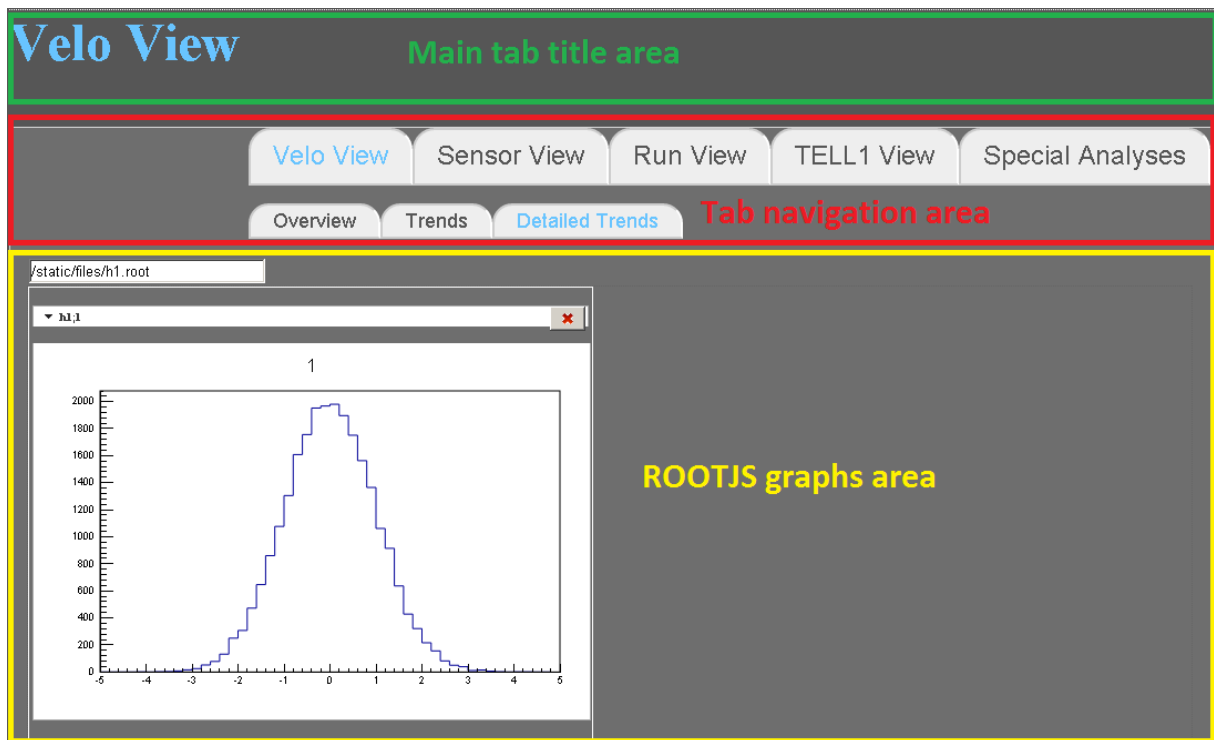 Velo View
Main tab title area
Velo View Sensor View Run View TELL1 View Special Analyses
Overview Trends Detailed Trends
Tab navigation area
/static/files/h1.root
h1;1
1
2000
1800
1600
1400
1200
1000
800
600
400
200
0
-5 -4 -3 -2 -1 0 1 2 3 4 5
ROOTJS graphs area